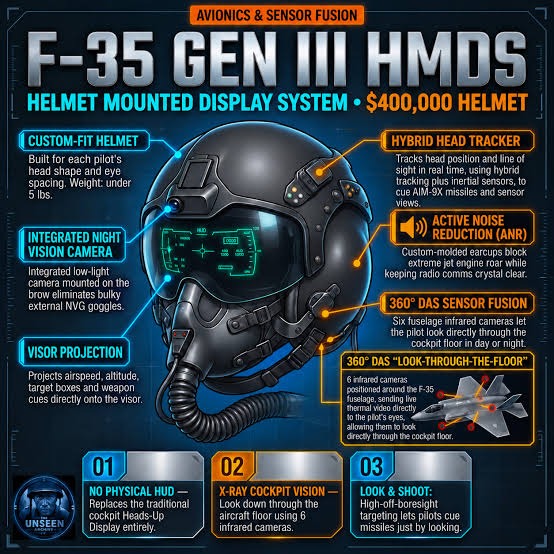 AVIONICS & SENSOR FUSION
F-35 GEN III HMDS
HELMET MOUNTED DISPLAY SYSTEM • $400,000 HELMET
CUSTOM-FIT HELMET
Built for each pilot's
head shape and eye
spacing. Weight: under
5 lbs.
INTEGRATED NIGHT
VISION CAMERA
Integrated low-light
camera mounted on
the brow eliminates bulky
external NVG goggles.
VISOR PROJECTION
Projects airspeed, altitude,
target boxes and weapon
cues directly onto the visor.
HUD
HYBRID HEAD TRACKER
Tracks head position and line
of sight in real time, using hybrid
tracking plus inertial sensors, to
cue AIM-9X missiles and sensor
views.
ACTIVE NOISE
REDUCTION (ANR)
Custom-molded earcups block
extreme jet engine roar while
keeping radio comms crystal clear.
360° DAS SENSOR FUSION
Six fuselage infrared cameras
let the pilot look directly through the
cockpit floor in day or night.
360° DAS "LOOK-THROUGH-THE-FLOOR"
6 infrared cameras
positioned around the F-35
fuselage, sending live
thermal video directly
to the pilot's eyes,
allowing them to look
directly through the cockpit floor.
01
NO PHYSICAL HUD —
Replaces the traditional
cockpit Heads-Up
Display entirely.
02
X-RAY COCKPIT VISION —
Look down through the
aircraft floor using 6
infrared cameras.
03
LOOK & SHOOT:
High-off-boresight
targeting lets pilots cue
missiles just by looking.
THE
UNSEEN
ARCHIVE